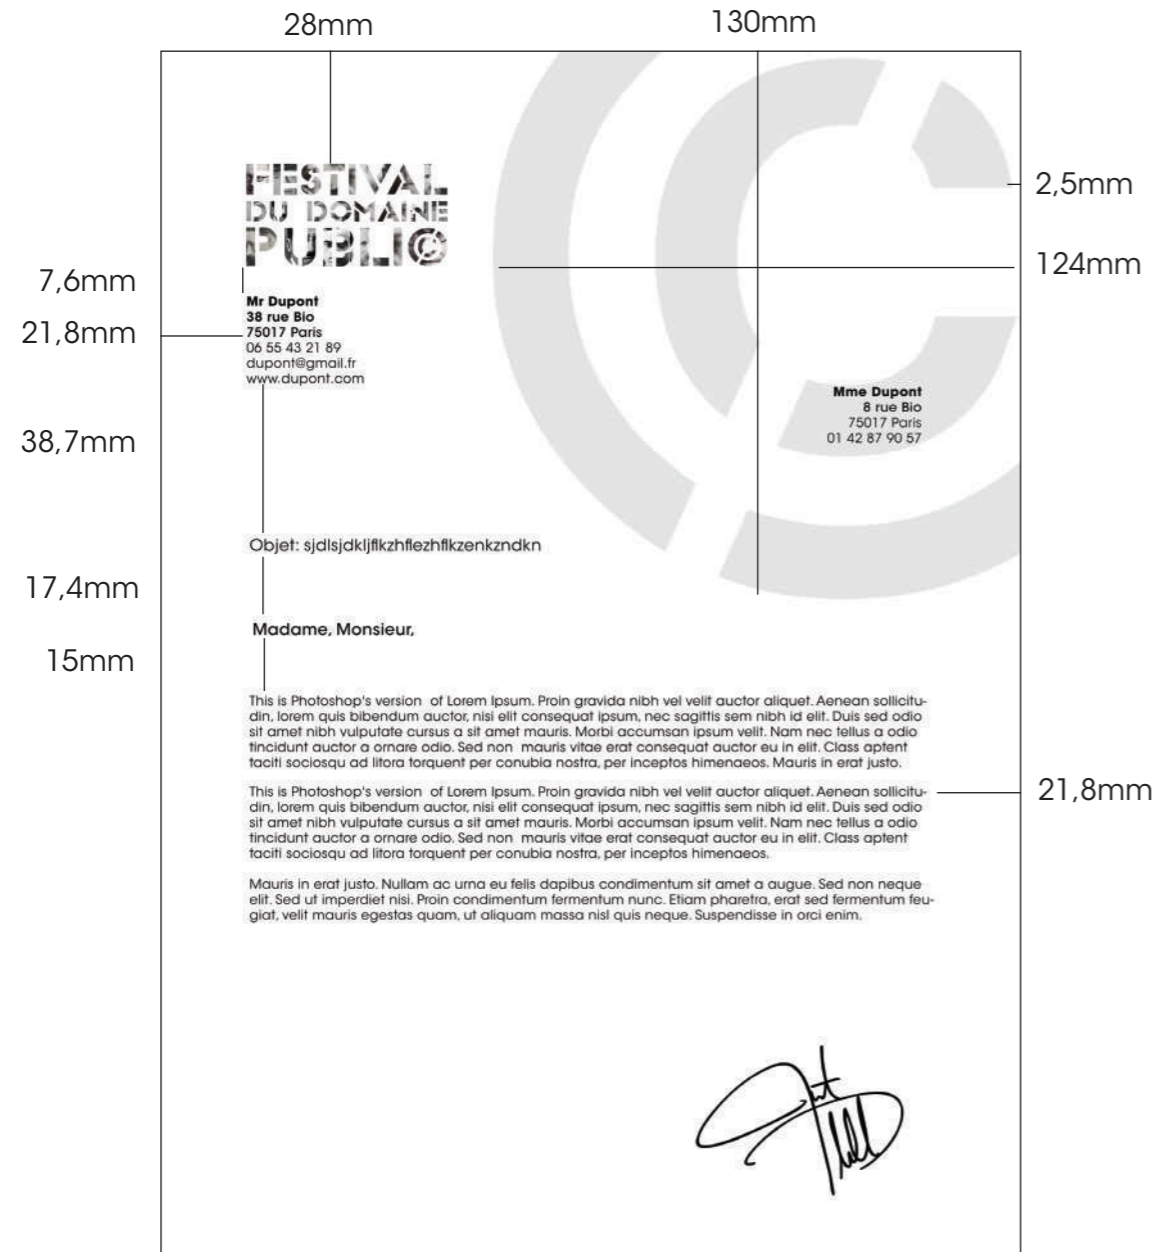 28mm
130mm
FESTIVAL
DU DOMAINE
PUBLI©
2,5mm
124mm
7,6mm
21,8mm
Mr Dupont
38 rue Bio
75017 Paris
06 55 43 21 89
dupont@gmail.fr
www.dupont.com
Mme Dupont
8 rue Bio
75017 Paris
01 42 87 90 57
38,7mm
Objet: sjdlsjdkljflkzhflezhflkzenkzndkn
17,4mm
Madame, Monsieur,
15mm
This is Photoshop's version  of Lorem Ipsum. Proin gravida nibh vel velit auctor aliquet. Aenean sollicitu-
din, lorem quis bibendum auctor, nisi elit consequat ipsum, nec sagittis sem nibh id elit. Duis sed odio
sit amet nibh vulputate cursus a sit amet mauris. Morbi accumsan ipsum velit. Nam nec tellus a odio
tincidunt auctor a ornare odio. Sed non  mauris vitae erat consequat auctor eu in elit. Class aptent
taciti sociosqu ad litora torquent per conubia nostra, per inceptos himenaeos. Mauris in erat justo.
This is Photoshop's version  of Lorem Ipsum. Proin gravida nibh vel velit auctor aliquet. Aenean sollicitu-
din, lorem quis bibendum auctor, nisi elit consequat ipsum, nec sagittis sem nibh id elit. Duis sed odio
sit amet nibh vulputate cursus a sit amet mauris. Morbi accumsan ipsum velit. Nam nec tellus a odio
tincidunt auctor a ornare odio. Sed non  mauris vitae erat consequat auctor eu in elit. Class aptent
taciti sociosqu ad litora torquent per conubia nostra, per inceptos himenaeos.
21,8mm
Mauris in erat justo. Nullam ac urna eu felis dapibus condimentum sit amet a augue. Sed non neque
elit. Sed ut imperdiet nisi. Proin condimentum fermentum nunc. Etiam pharetra, erat sed fermentum feu-
giat, velit mauris egestas quam, ut aliquam massa nisl quis neque. Suspendisse in orci enim.